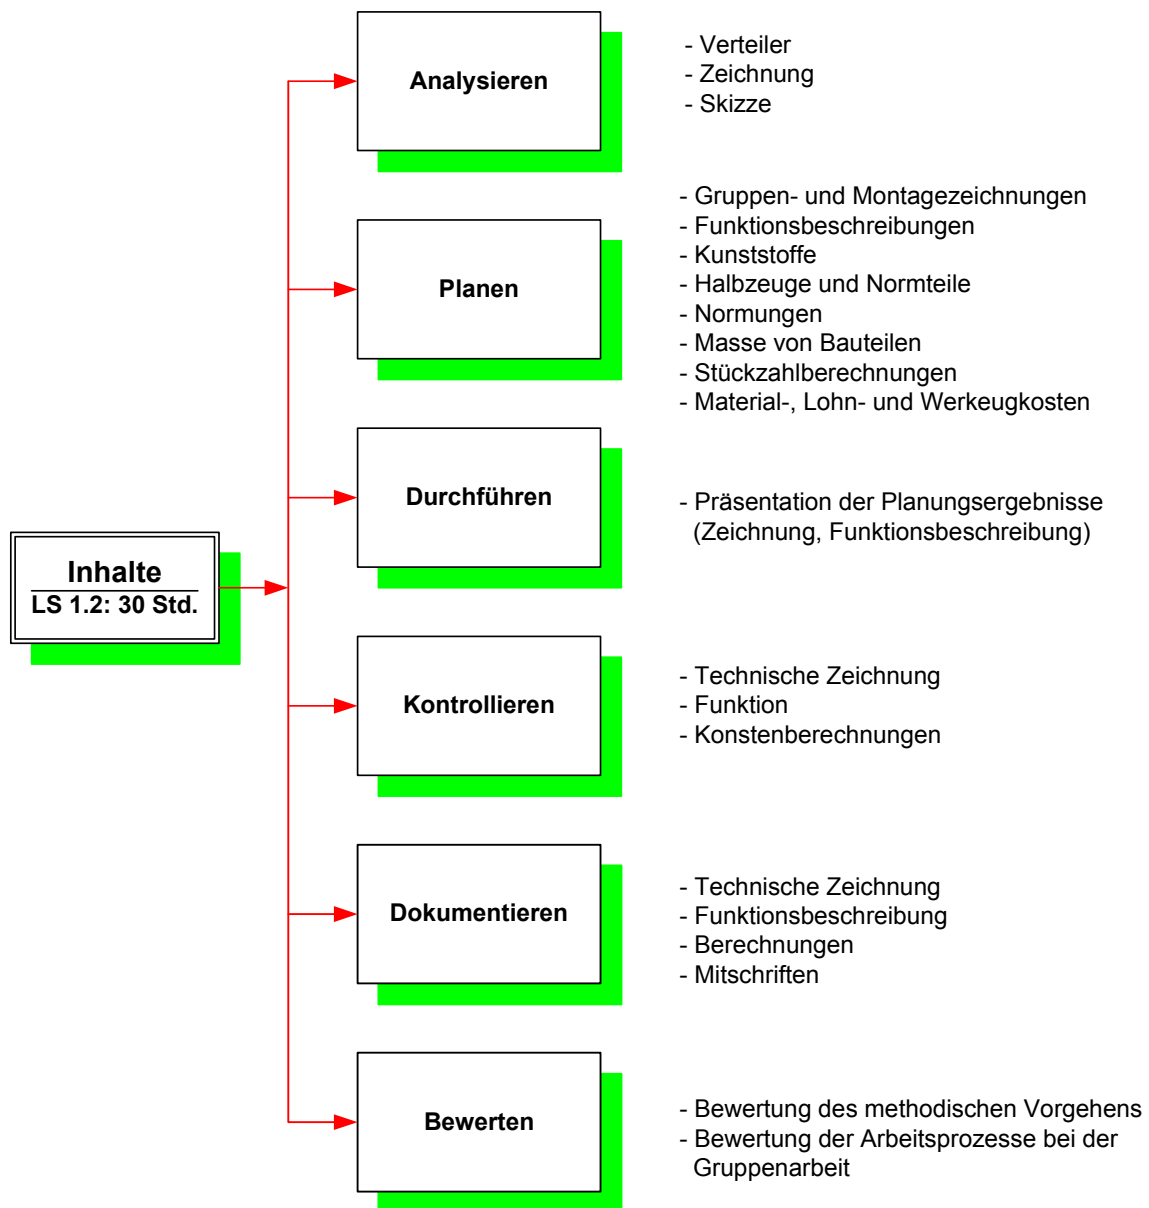 Analysieren
- Verteiler
- Zeichnung
- Skizze
Planen
- Gruppen- und Montagezeichnungen
- Funktionsbeschreibungen
- Kunststoffe
- Halbzeuge und Normteile
- Normungen
- Masse von Bauteilen
- Stückzahlberechnungen
- Material-, Lohn- und Werkeugkosten
Durchführen
- Präsentation der Planungsergebnisse
(Zeichnung, Funktionsbeschreibung)
Inhalte
LS 1.2: 30 Std.
Kontrollieren
- Technische Zeichnung
- Funktion
- Konstenberechnungen
Dokumentieren
- Technische Zeichnung
- Funktionsbeschreibung
- Berechnungen
- Mitschriften
Bewerten
- Bewertung des methodischen Vorgehens
- Bewertung der Arbeitsprozesse bei der
Gruppenarbeit